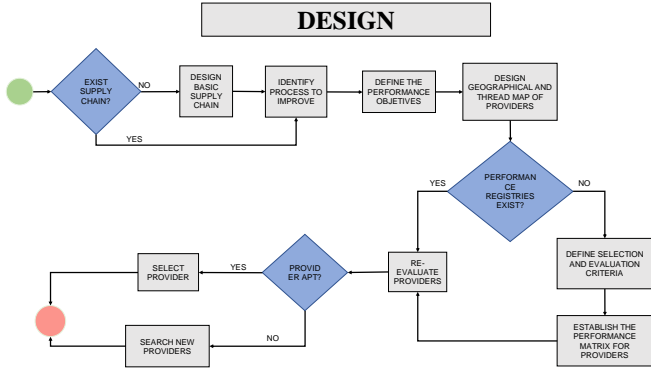 DESIGN
EXIST
SUPPLY
CHAIN?
NO
YES
DESIGN
BASIC
SUPPLY
CHAIN
IDENTIFY
PROCESS TO
IMPROVE
DEFINE THE
PERFORMANCE
OBJETIVES
DESIGN
GEOGRAPHICAL AND
THREAD MAP OF
PROVIDERS
PERFORMAN
CE
REGISTRIES
EXIST?
YES
NO
DEFINE SELECTION
AND EVALUATION
CRITERIA
ESTABLISH THE
PERFORMANCE
MATRIX FOR
PROVIDERS
RE-
EVALUATE
PROVIDERS
PROVID
ER APT?
YES
NO
SELECT
PROVIDER
SEARCH NEW
PROVIDERS